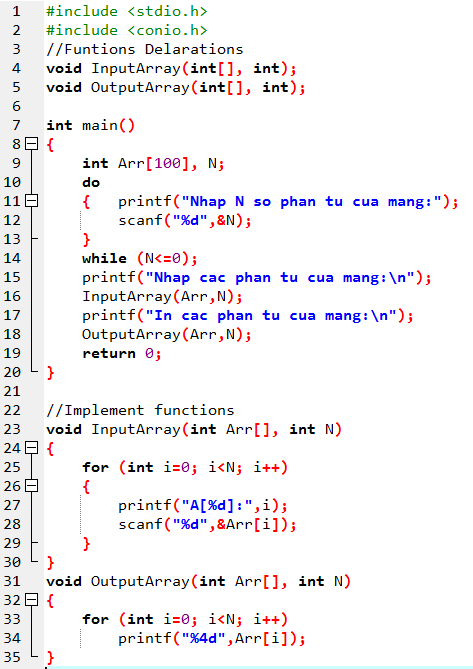 1 #include <stdio.h>
2 #include <conio.h>
3 //Funtions Delarations
4 void InputArray(int[], int);
5 void OutputArray(int[], int);
6
7 int main()
8 {
9 int Arr[100], N;
10 do
11 { printf("Nhap N so phan tu cua mang:");
12 scanf("%d",&N);
13 }
14 while (N<=0);
15 printf("Nhap cac phan tu cua mang:\n");
16 InputArray(Arr,N);
17 printf("In cac phan tu cua mang:\n");
18 OutputArray(Arr,N);
19 return 0;
20 }
21
22 //Implement functions
23 void InputArray(int Arr[], int N)
24 {
25 for (int i=0; i<N; i++)
26 {
27 printf("A[%d]:",i);
28 scanf("%d",&Arr[i]);
29 }
30 }
31 void OutputArray(int Arr[], int N)
32 {
33 for (int i=0; i<N; i++)
34 printf("%4d",Arr[i]);
35 }